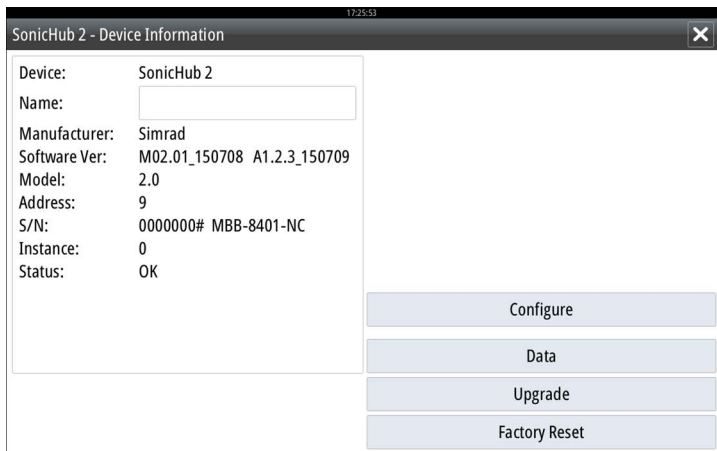 17:25:53
SonicHub 2 - Device Information
Device: SonicHub 2
Name:
Manufacturer: Simrad
Software Ver: M02.01_150708 A1.2.3_150709
Model: 2.0
Address: 9
S/N: 0000000# MBB-8401-NC
Instance: 0
Status: OK
Configure
Data
Upgrade
Factory Reset